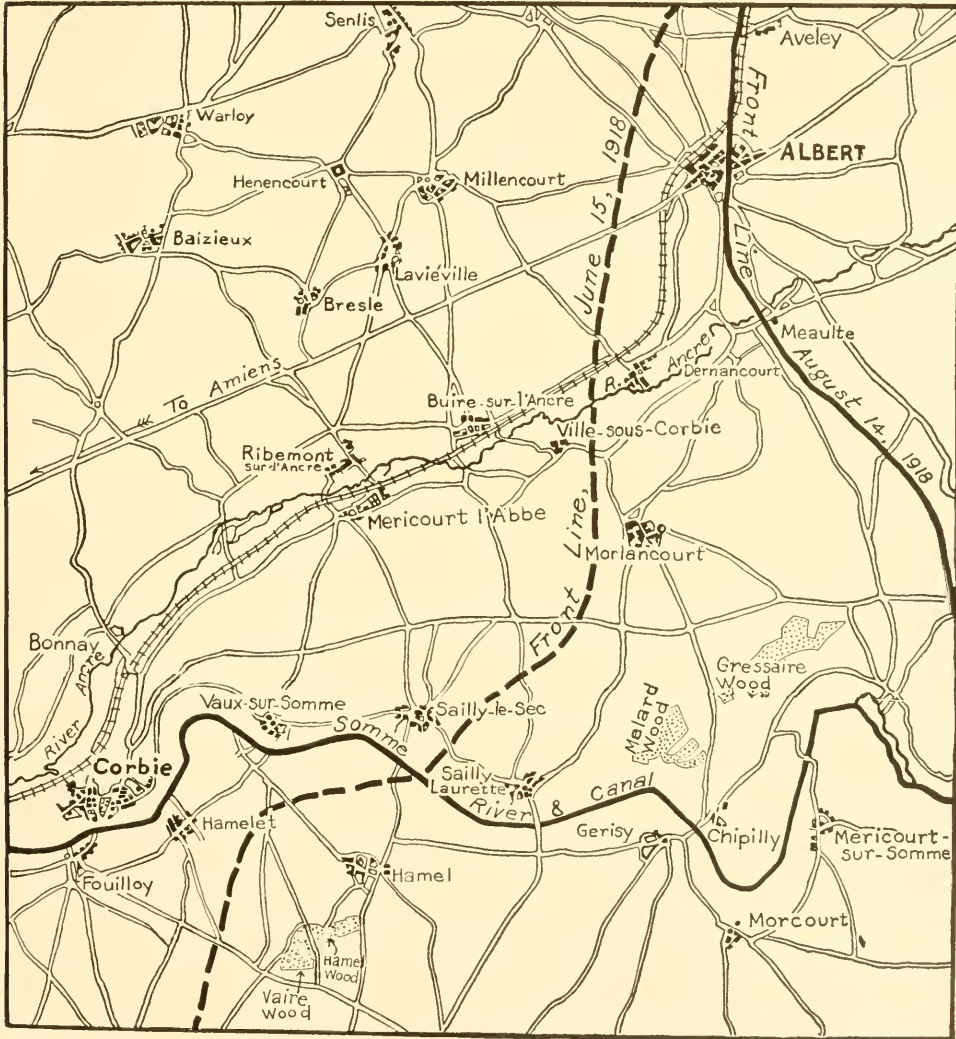 Senlis
Aveley
Warloy
Front Line, August 14, 1918
ALBERT
Front Line, June 15, 1918
Henencourt
Millencourt
Baizieux
Laviéville
Bresle
Meaulte
To Amiens
R. Ancre
Dernancourt
Buire-sur-l'Ancre
Ville-sous-Corbie
Ribemont
sur d'Ancre
Mericourt l'Abbe
Morlancourt
Bonnay
River Ancre
Gressaire
Wood
Malard
Wood
Vaux-sur-Somme
Sailly-le-Sec
Somme River & Canal
Corbie
Sailly
Laurette
Hamelet
Gerisy
Chipilly
Mericourt-
sur-Somme
Fouilloy
Hamel
Morcourt
Hamel
Wood
Vaire
Wood